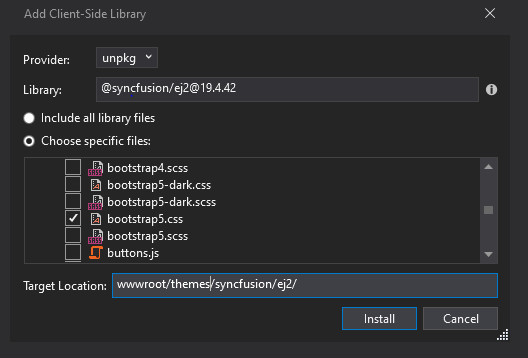 Add Client-Side Library
Provider: unpkg
Library: @syncfusion/ej2@19.4.42
Include all library files
Choose specific files:
bootstrap4.scss
bootstrap5-dark.css
bootstrap5-dark.scss
bootstrap5.css
bootstrap5.scss
buttons.js
Target Location: wwwroot/themes/syncfusion/ej2/
Install Cancel